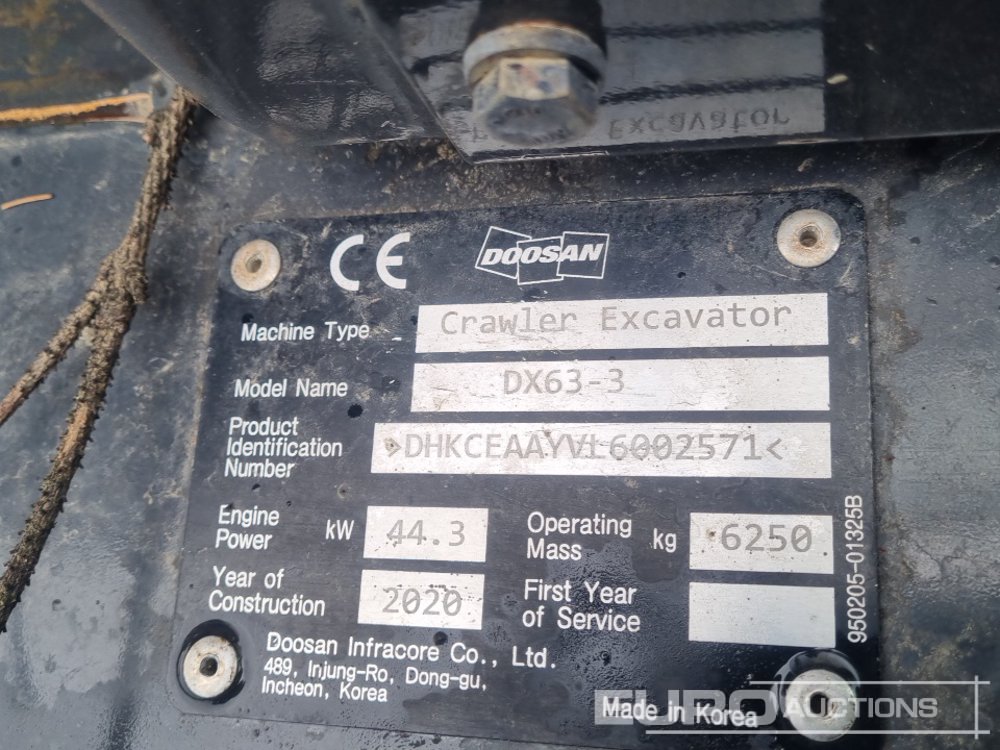 Excavator
CE
DOOSAN
Machine Type Crawler Excavator
Model Name DX63-3
Product
Identification
Number >DHKCEAAYVL6002571<
Engine
Power kW 44.3
Operating
Mass kg 6250
Year of
Construction 2020
First Year
of Service
950205-01325B
Doosan Infracore Co., Ltd.
489, Injung-Ro, Dong-gu,
Incheon, Korea
Made in Korea
EURO AUCTIONS